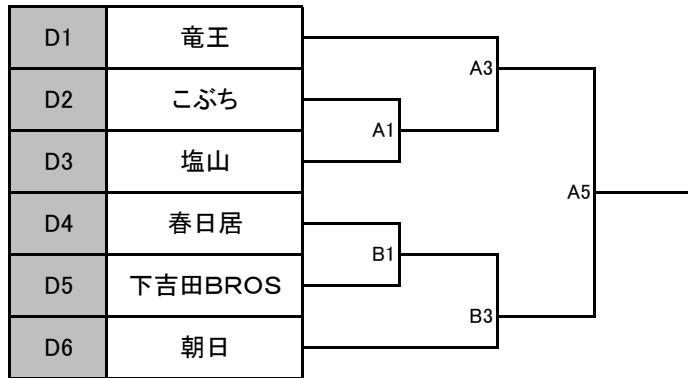 D1 竜王
A3
D2 こぶち
A1
D3 塩山
A5
D4 春日居
B1
D5 下吉田BROS
B3
D6 朝日